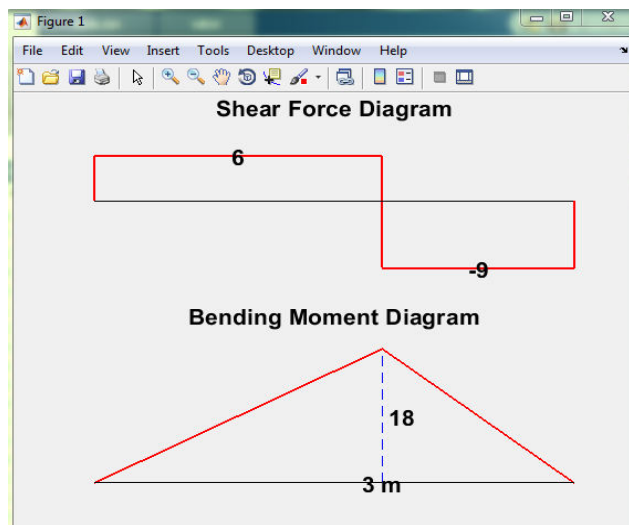 Figure 1
File Edit View Insert Tools Desktop Window Help
Shear Force Diagram
6
-9
Bending Moment Diagram
18
3 m